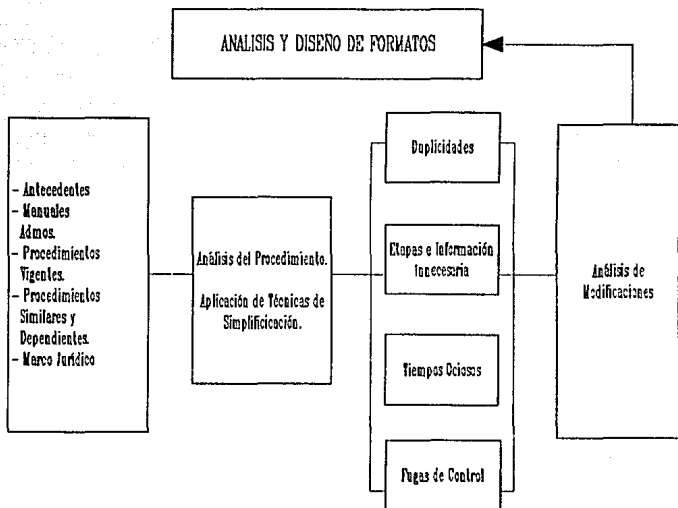 ANALISIS Y DISEÑO DE FORMATOS
- Antecedentes
- Manuales
Admos.
- Procedimientos
Vigentes.
- Procedimientos
Similares y
Dependientes.
- Marco Jurídico
Análisis del Procedimiento.
Aplicación de Técnicas de
Simplificicación.
Duplicidades
Etapas e Información
Innecesaria
Tiempos Ociosos
Fugas de Control
Análisis de
Modificaciones